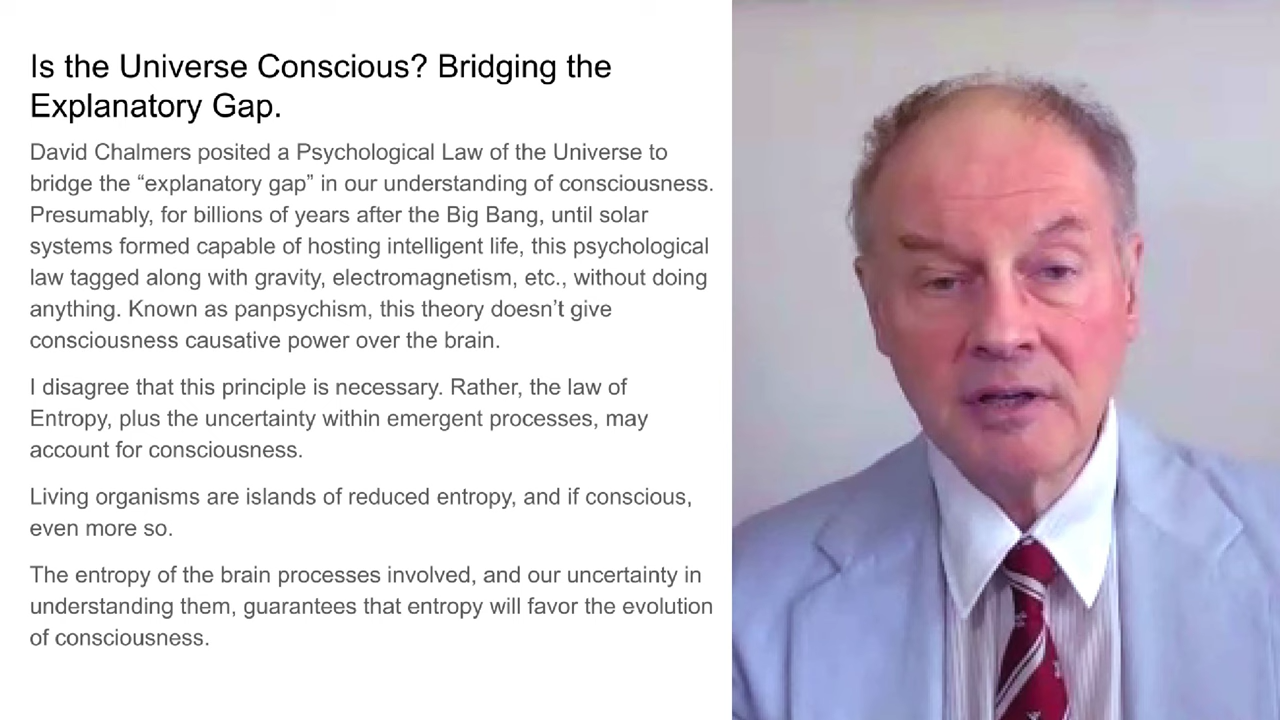 Is the Universe Conscious? Bridging the
Explanatory Gap.
David Chalmers posited a Psychological Law of the Universe to
bridge the “explanatory gap” in our understanding of consciousness.
Presumably, for billions of years after the Big Bang, until solar
systems formed capable of hosting intelligent life, this psychological
law tagged along with gravity, electromagnetism, etc., without doing
anything. Known as panpsychism, this theory doesn’t give
consciousness causative power over the brain.
I disagree that this principle is necessary. Rather, the law of
Entropy, plus the uncertainty within emergent processes, may
account for consciousness.
Living organisms are islands of reduced entropy, and if conscious,
even more so.
The entropy of the brain processes involved, and our uncertainty in
understanding them, guarantees that entropy will favor the evolution
of consciousness.